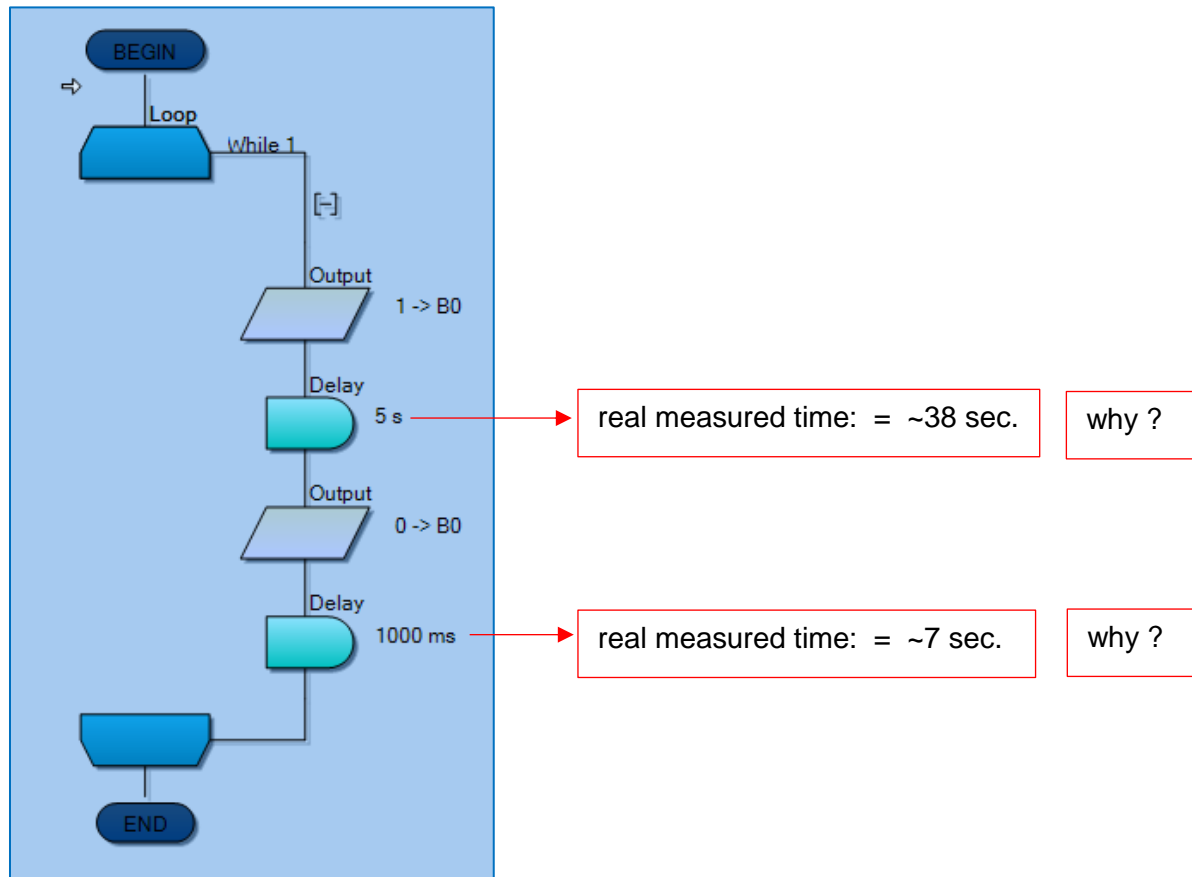 BEGIN
Loop
While 1
[-]
Output
1 -> B0
Delay
5 s
real measured time: = ~38 sec.
why ?
Output
0 -> B0
Delay
1000 ms
real measured time: = ~7 sec.
why ?
END